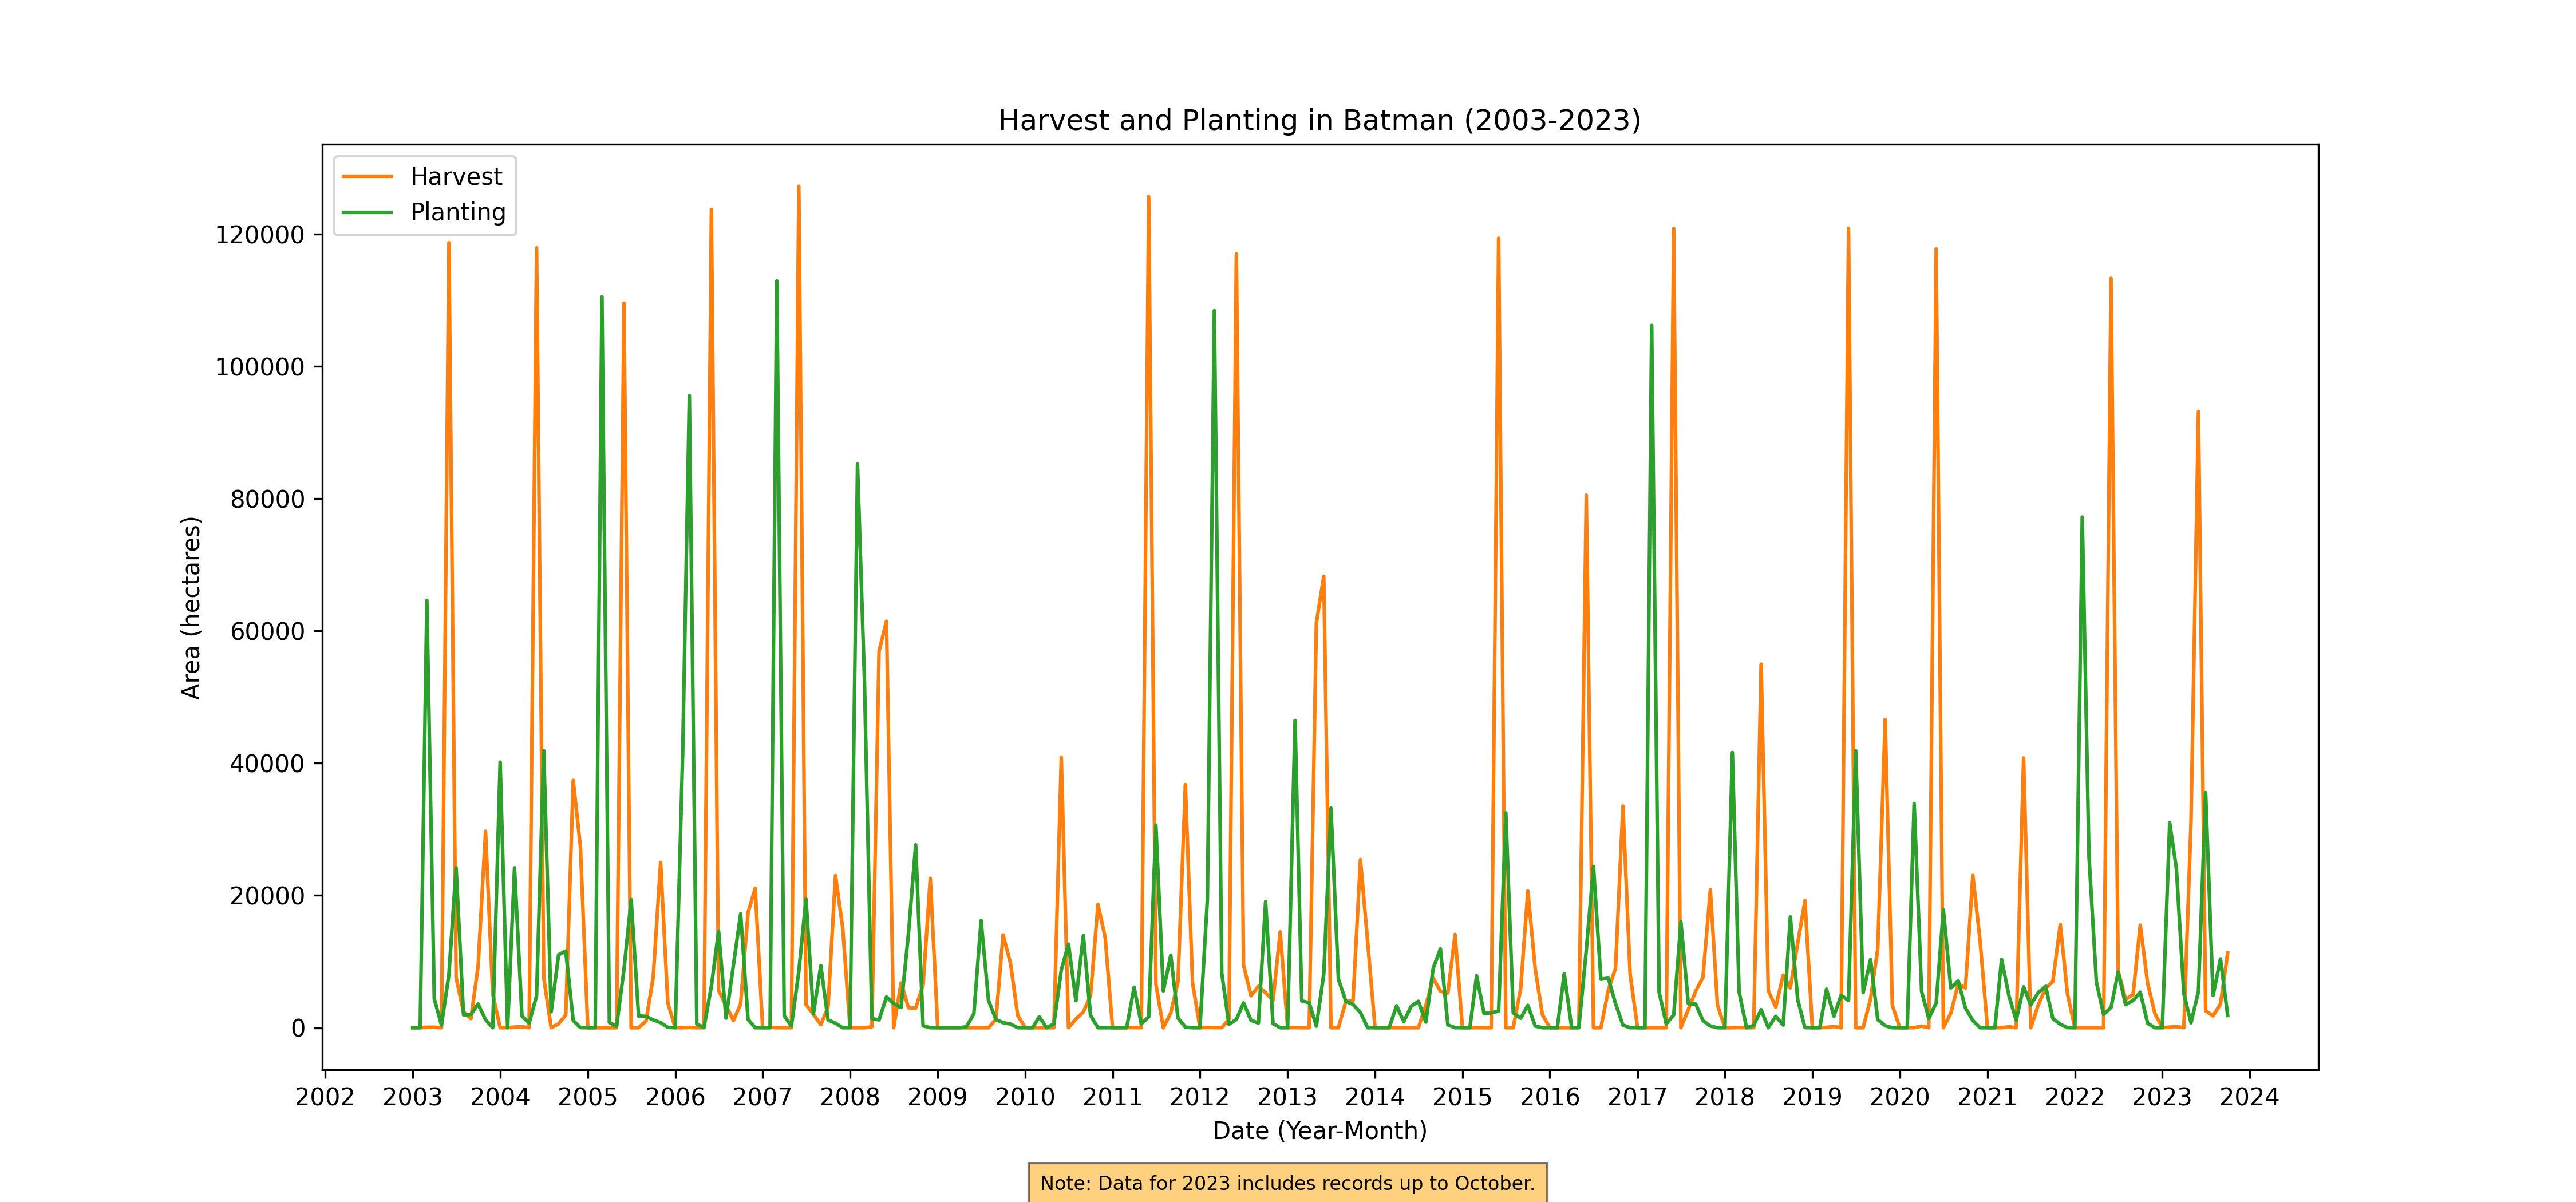 Harvest and Planting in Batman (2003-2023)
Harvest
Planting
120000
100000
80000
60000
40000
20000
0
Area (hectares)
2002 2003 2004 2005 2006 2007 2008 2009 2010 2011 2012 2013 2014 2015 2016 2017 2018 2019 2020 2021 2022 2023 2024
Date (Year-Month)
Note: Data for 2023 includes records up to October.